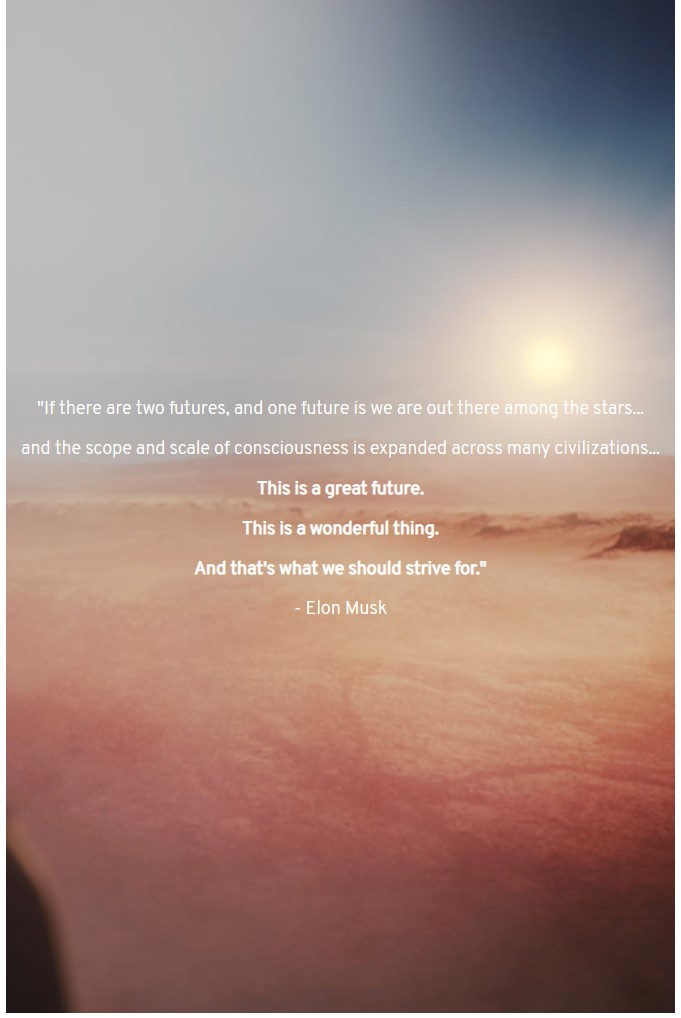 "If there are two futures, and one future is we are out there among the stars...
and the scope and scale of consciousness is expanded across many civilizations...
This is a great future.
This is a wonderful thing.
And that's what we should strive for."
- Elon Musk